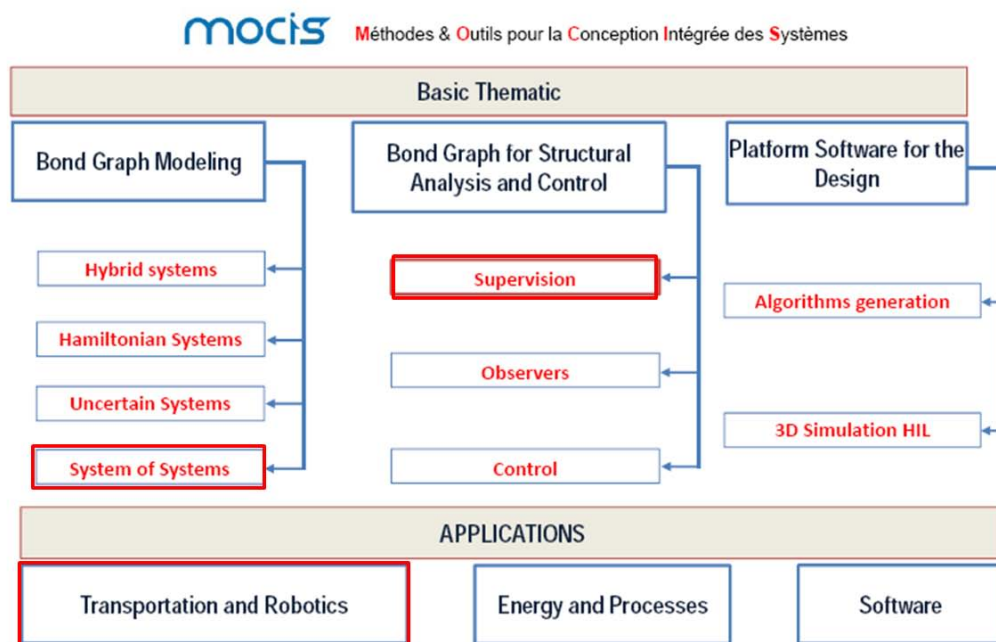 mocis Méthodes & Outils pour la Conception Intégrée des Systèmes
Basic Thematic
Bond Graph Modeling
Hybrid systems
Hamiltonian Systems
Uncertain Systems
System of Systems
Bond Graph for Structural
Analysis and Control
Supervision
Observers
Control
Platform Software for the
Design
Algorithms generation
3D Simulation HIL
APPLICATIONS
Transportation and Robotics
Energy and Processes
Software